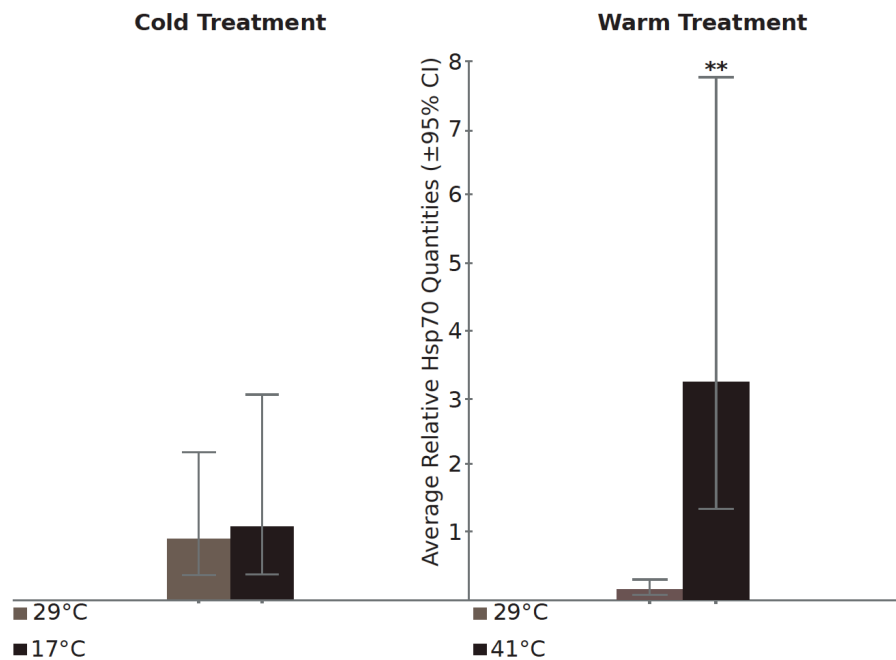 Cold Treatment
Warm Treatment
Average Relative Hsp70 Quantities (±95% CI)
8
7
6
5
4
3
2
1
**
29°C
17°C
29°C
41°C